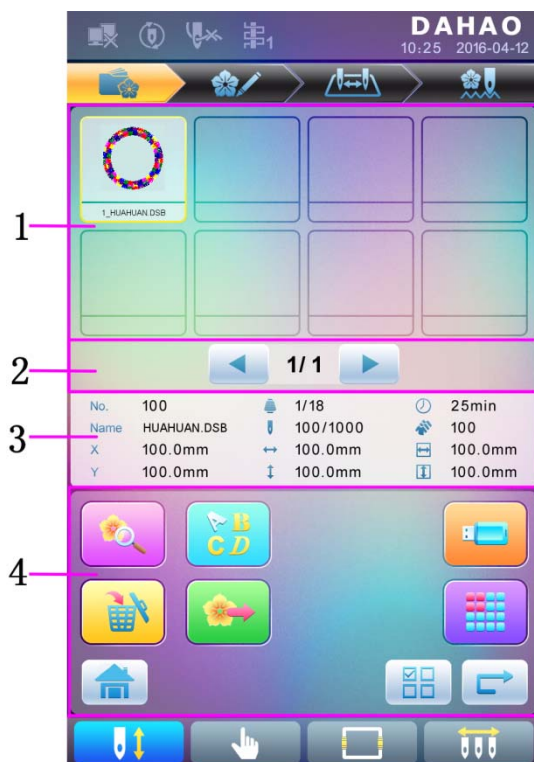 DAHAO
1
10:25 2016-04-12
1_HUAHUAN.DSB
1
2
1/ 1
3
No. 100 1/18 25min
Name HUAHUAN.DSB 100/1000 100
X 100.0mm 100.0mm 100.0mm
Y 100.0mm 100.0mm 100.0mm
4
A B
C D